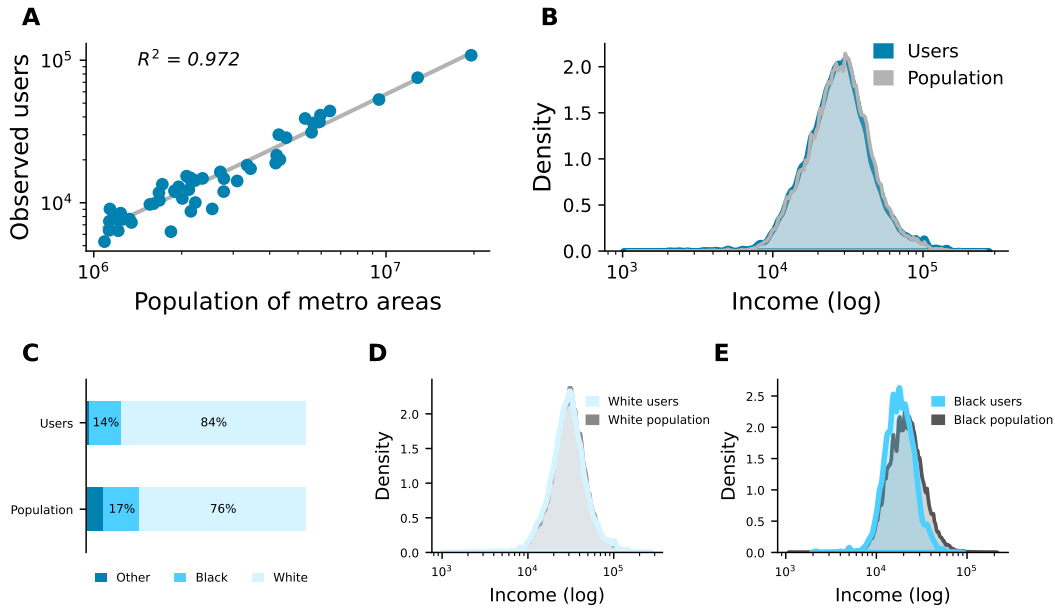 A
R² = 0.972
10⁵
10⁴
Observed users
10⁶
10⁷
Population of metro areas
B
Users
Population
2.0
1.5
1.0
0.5
0.0
Density
10³
10⁴
10⁵
Income (log)
C
Users
14%
84%
Population
17%
76%
Other
Black
White
D
White users
White population
2.0
1.5
1.0
0.5
0.0
Density
10³
10⁴
10⁵
Income (log)
E
Black users
Black population
2.5
2.0
1.5
1.0
0.5
0.0
Density
10³
10⁴
10⁵
Income (log)